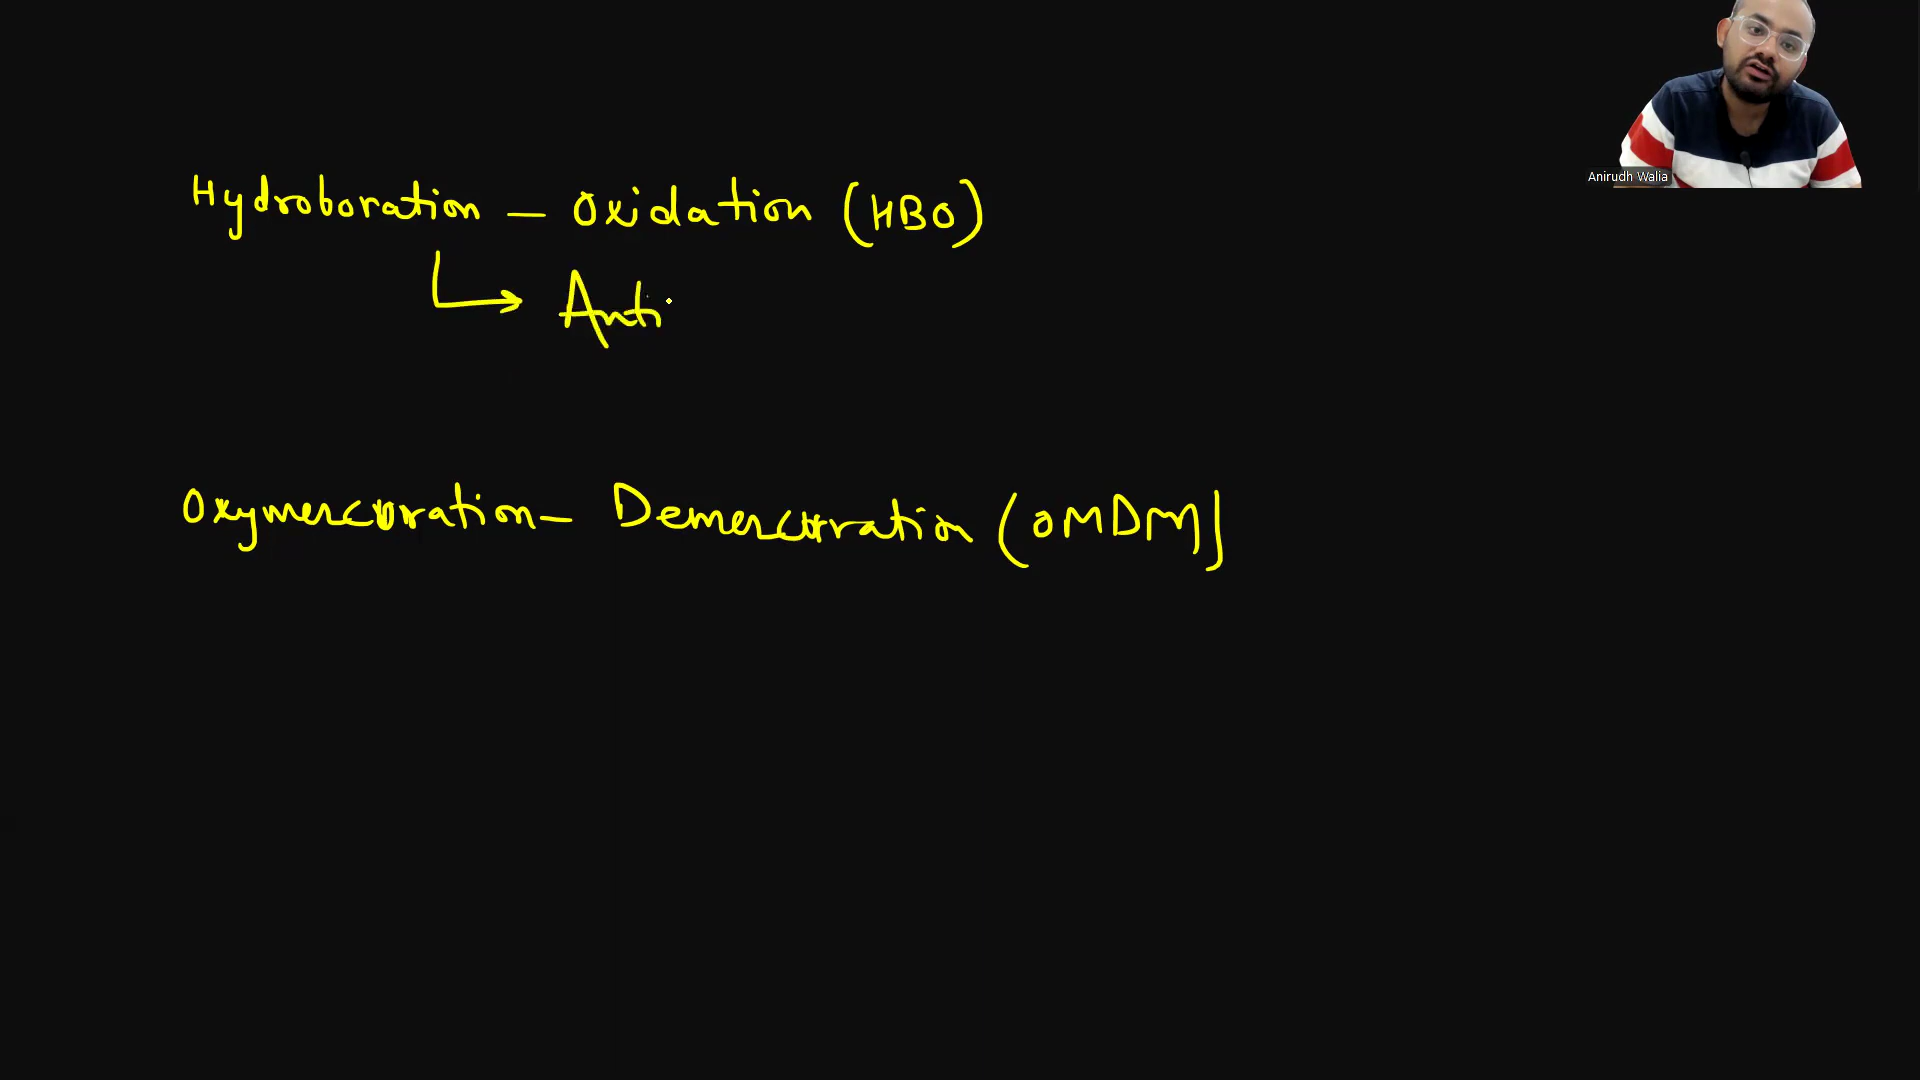 Anirudh Walia
Hydroboration - Oxidation (HBO)
Anti
Oxymercuration - Demercuration (OMDM)